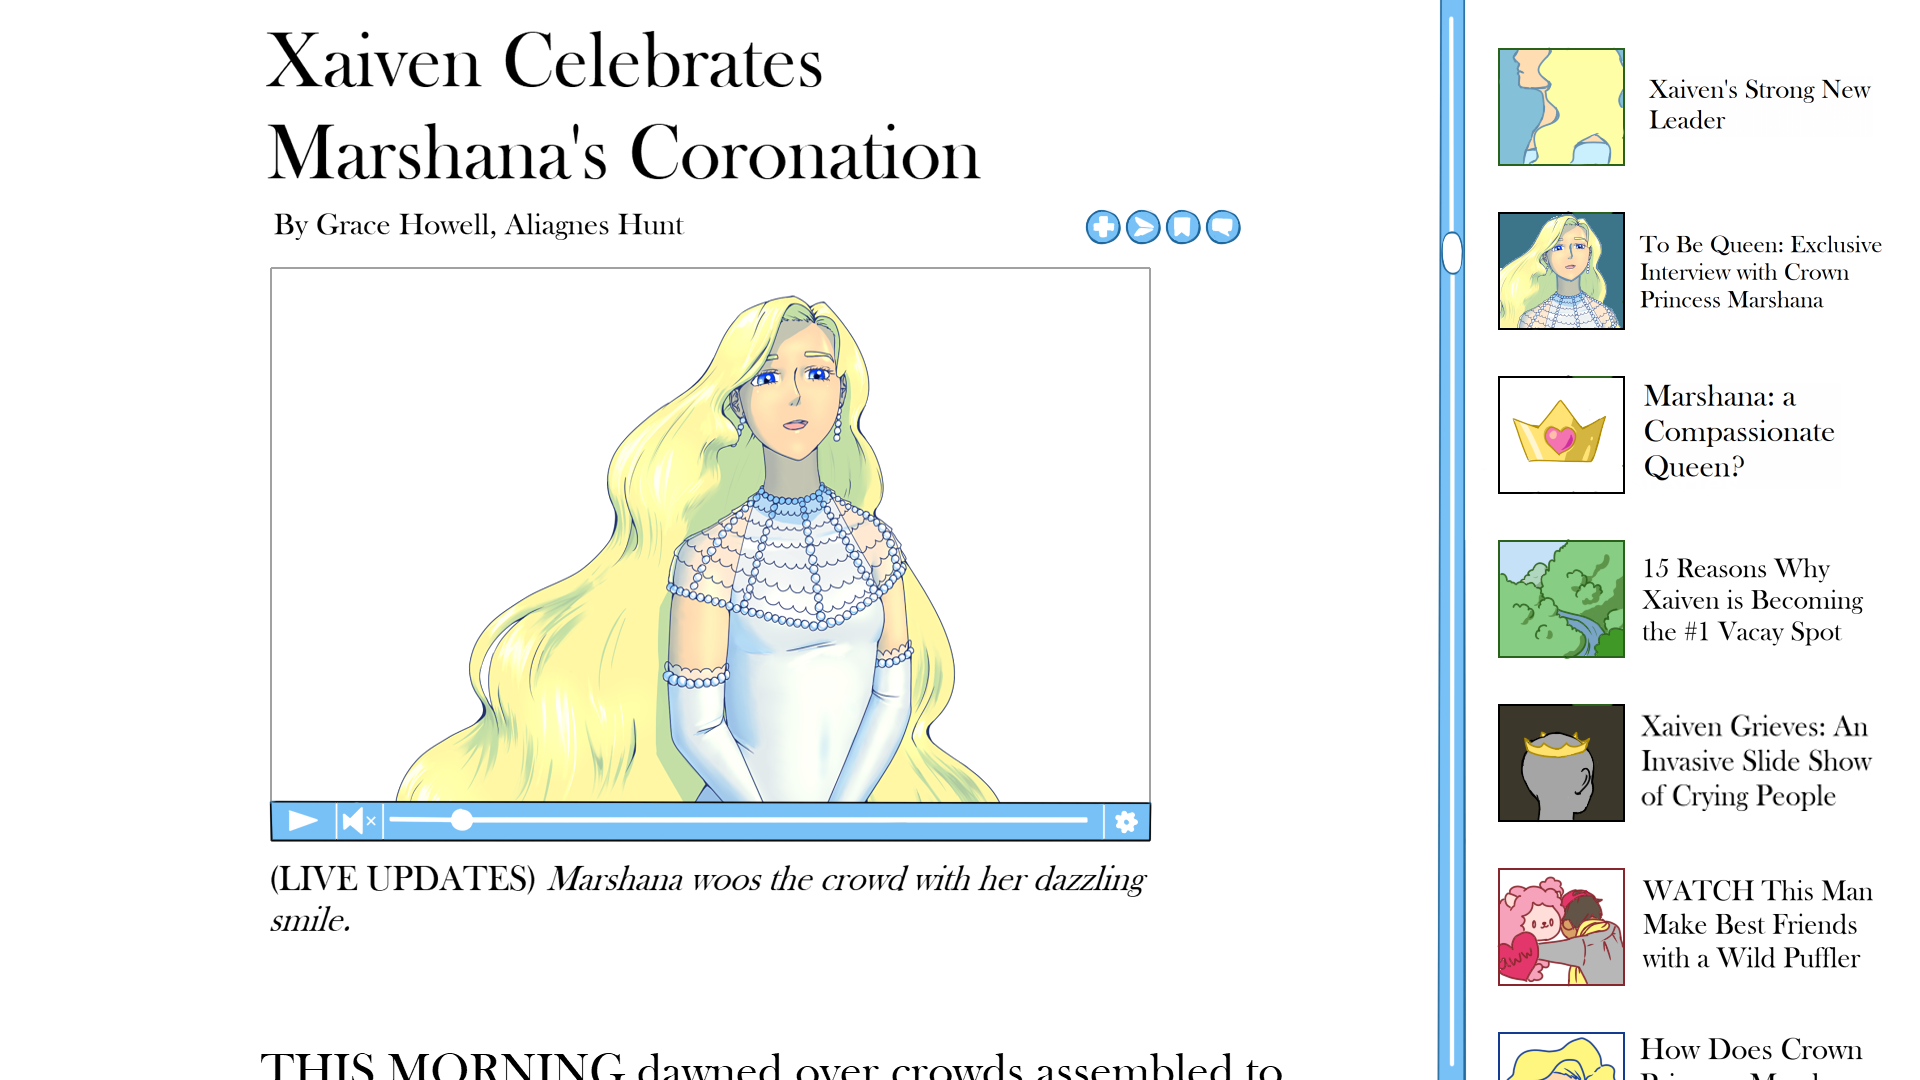 Xaiven Celebrates
Marshana's Coronation
By Grace Howell, Aliagnes Hunt
(LIVE UPDATES) Marshana woos the crowd with her dazzling
smile.
THIS MORNING dawned over crowds assembled to
Xaiven's Strong New
Leader
To Be Queen: Exclusive
Interview with Crown
Princess Marshana
Marshana: a
Compassionate
Queen?
15 Reasons Why
Xaiven is Becoming
the #1 Vacay Spot
Xaiven Grieves: An
Invasive Slide Show
of Crying People
aww
WATCH This Man
Make Best Friends
with a Wild Puffler
How Does Crown